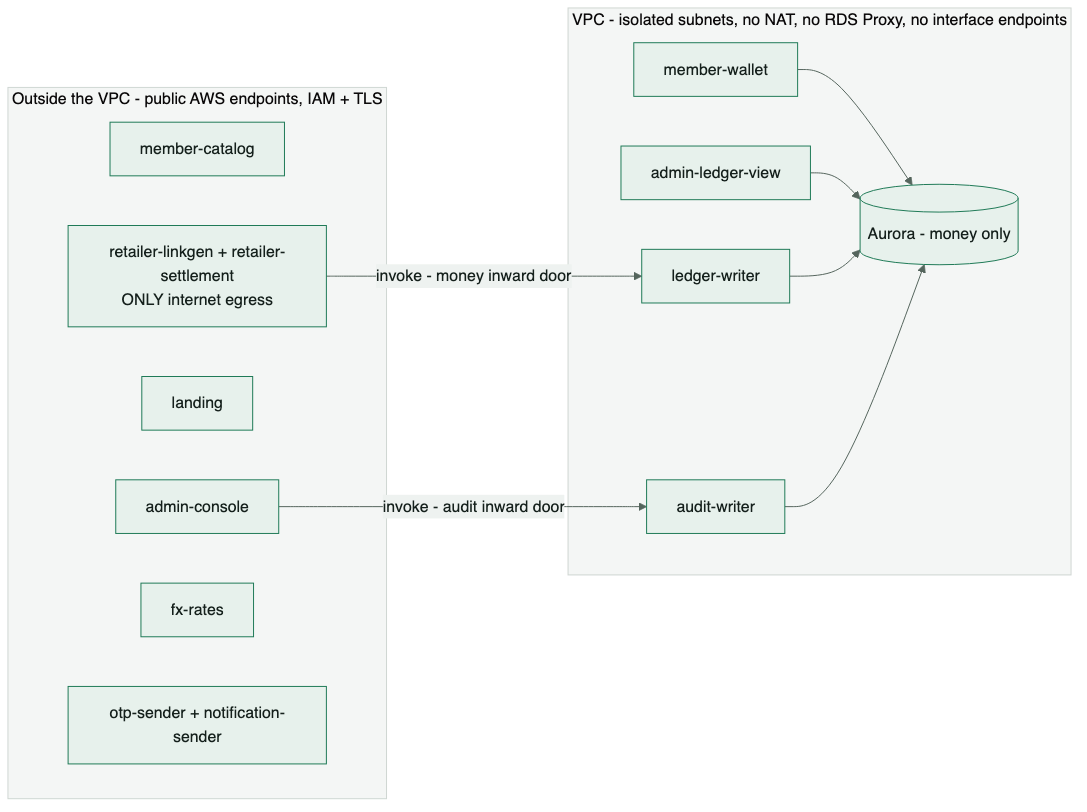 VPC - isolated subnets, no NAT, no RDS Proxy, no interface endpoints
member-wallet
Outside the VPC - public AWS endpoints, IAM + TLS
member-catalog
admin-ledger-view
Aurora - money only
retailer-linkgen + retailer-
settlement
ONLY internet egress
invoke - money inward door
ledger-writer
landing
admin-console
invoke - audit inward door
audit-writer
fx-rates
otp-sender + notification-
sender